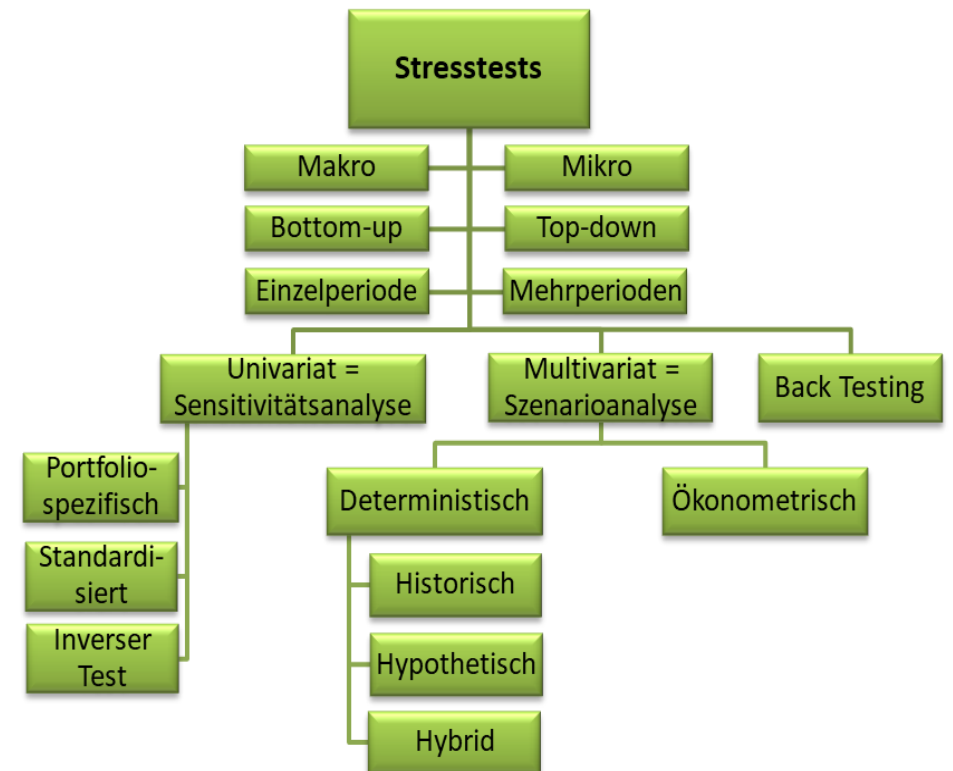 Stresstests
Makro
Mikro
Bottom-up
Top-down
Einzelperiode
Mehrperioden
Univariat =
Sensitivitätsanalyse
Multivariat =
Szenarioanalyse
Back Testing
Portfolio-
spezifisch
Standardi-
siert
Inverser
Test
Deterministisch
Ökonometrisch
Historisch
Hypothetisch
Hybrid